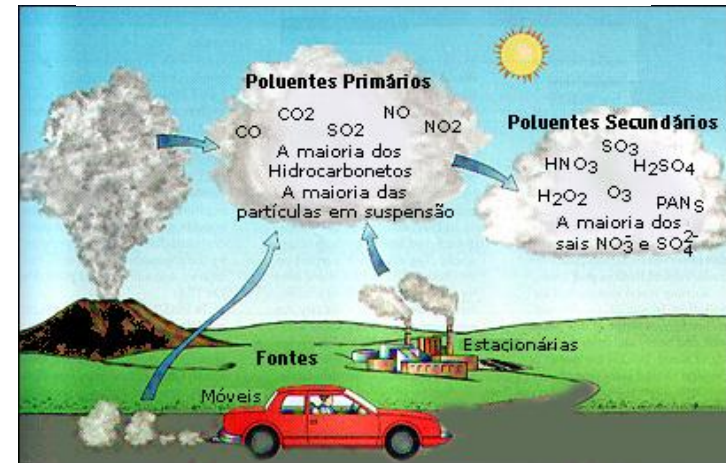 Poluentes Primários
CO CO2 SO2 NO NO2
A maioria dos
Hidrocarbonetos
A maioria das
partículas em suspensão
Poluentes Secundários
SO3
HNO3 H2SO4
H2O2 O3 PANS
A maioria dos
sais NO3- e SO4 2-
Fontes
Estacionárias
Móveis